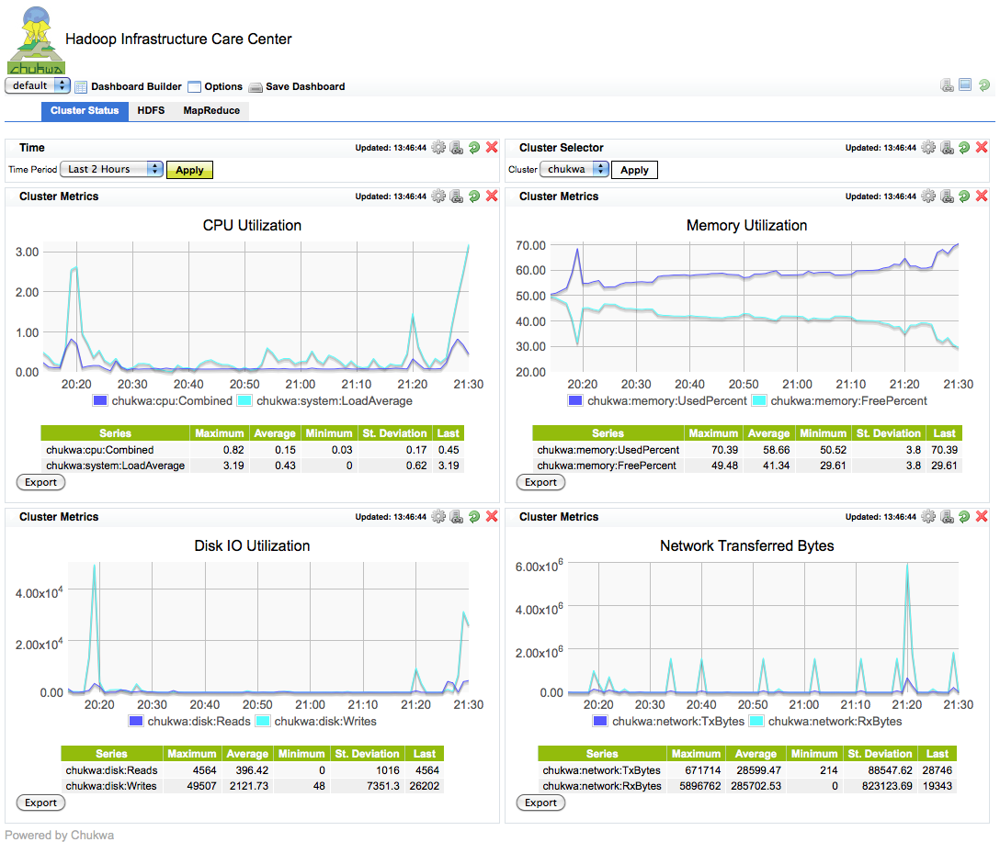 chukwa
Hadoop Infrastructure Care Center
default Dashboard Builder Options Save Dashboard
Cluster Status HDFS MapReduce
Time Updated: 13:46:44
Time Period Last 2 Hours Apply
Cluster Selector Updated: 13:46:44
Cluster chukwa Apply
Cluster Metrics Updated: 13:46:44
CPU Utilization
3.00
2.00
1.00
0.00
20:20 20:30 20:40 20:50 21:00 21:10 21:20 21:30
chukwa:cpu:Combined chukwa:system:LoadAverage
Series Maximum Average Minimum St. Deviation Last
chukwa:cpu:Combined 0.82 0.15 0.03 0.17 0.45
chukwa:system:LoadAverage 3.19 0.43 0 0.62 3.19
Export
Cluster Metrics Updated: 13:46:44
Memory Utilization
70.00
60.00
50.00
40.00
30.00
20.00
20:20 20:30 20:40 20:50 21:00 21:10 21:20 21:30
chukwa:memory:UsedPercent chukwa:memory:FreePercent
Series Maximum Average Minimum St. Deviation Last
chukwa:memory:UsedPercent 70.39 58.66 50.52 3.8 70.39
chukwa:memory:FreePercent 49.48 41.34 29.61 3.8 29.61
Export
Cluster Metrics Updated: 13:46:44
Disk IO Utilization
4.00x10⁴
2.00x10⁴
0.00
20:20 20:30 20:40 20:50 21:00 21:10 21:20 21:30
chukwa:disk:Reads chukwa:disk:Writes
Series Maximum Average Minimum St. Deviation Last
chukwa:disk:Reads 4564 396.42 0 1016 4564
chukwa:disk:Writes 49507 2121.73 48 7351.3 26202
Export
Cluster Metrics Updated: 13:46:44
Network Transferred Bytes
6.00x10⁶
4.00x10⁶
2.00x10⁶
0.00
20:20 20:30 20:40 20:50 21:00 21:10 21:20 21:30
chukwa:network:TxBytes chukwa:network:RxBytes
Series Maximum Average Minimum St. Deviation Last
chukwa:network:TxBytes 671714 28599.47 214 88547.62 28746
chukwa:network:RxBytes 5896762 285702.53 0 823123.69 19343
Export
Powered by Chukwa